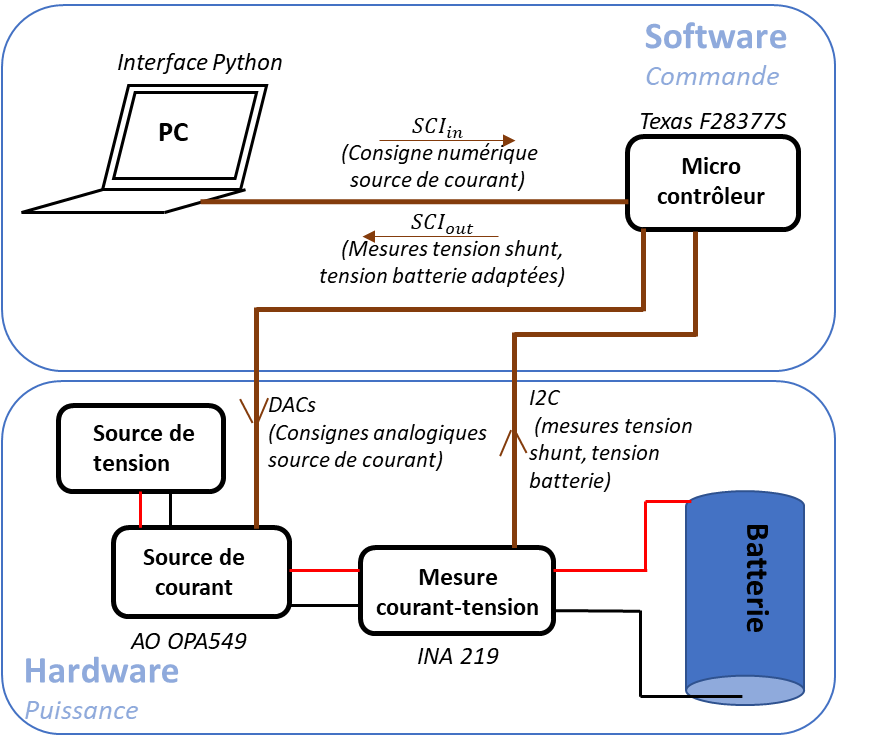 Software
Commande
Interface Python
PC
SCIin
(Consigne numérique
source de courant)
Texas F28377S
Micro
contrôleur
SCIout
(Mesures tension shunt,
tension batterie adaptées)
DACs
(Consignes analogiques
source de courant)
I2C
(mesures tension
shunt, tension
batterie)
Source de
tension
Source de
courant
AO OPA549
Mesure
courant-tension
INA 219
Batterie
Hardware
Puissance